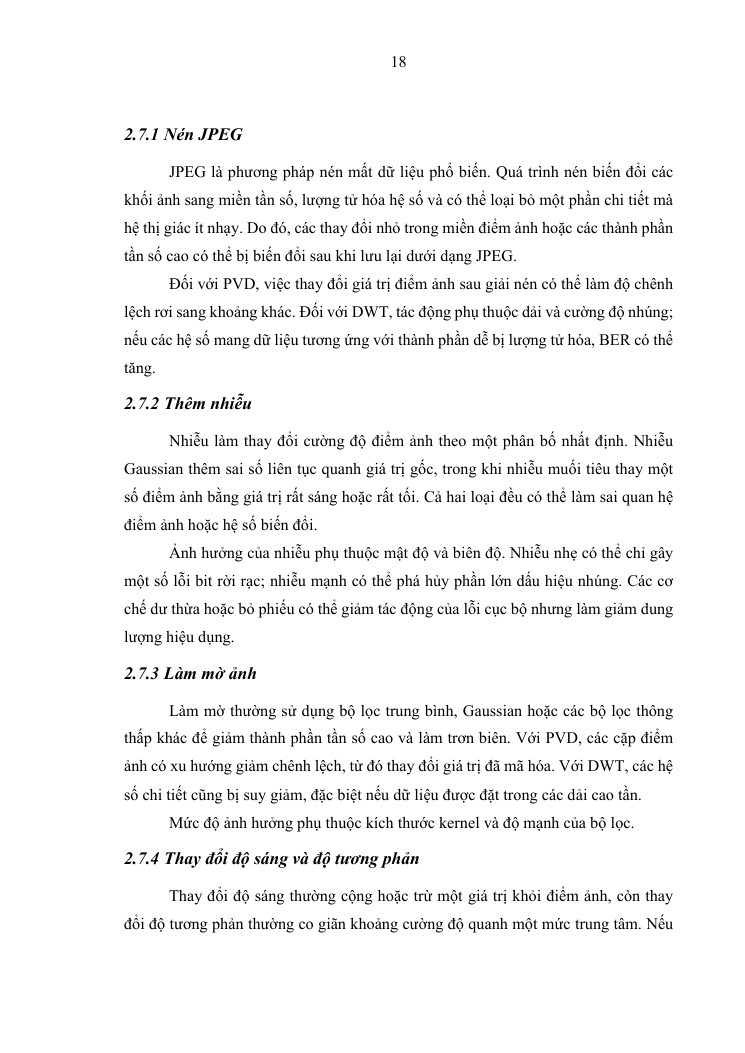 18
2.7.1 Nén JPEG
JPEG là phương pháp nén mất dữ liệu phổ biến. Quá trình nén biến đổi các
khối ảnh sang miền tần số, lượng tử hóa hệ số và có thể loại bỏ một phần chi tiết mà
hệ thị giác ít nhạy. Do đó, các thay đổi nhỏ trong miền điểm ảnh hoặc các thành phần
tần số cao có thể bị biến đổi sau khi lưu lại dưới dạng JPEG.
Đối với PVD, việc thay đổi giá trị điểm ảnh sau giải nén có thể làm độ chênh
lệch rơi sang khoảng khác. Đối với DWT, tác động phụ thuộc dải và cường độ nhúng;
nếu các hệ số mang dữ liệu tương ứng với thành phần dễ bị lượng tử hóa, BER có thể
tăng.
2.7.2 Thêm nhiễu
Nhiễu làm thay đổi cường độ điểm ảnh theo một phân bố nhất định. Nhiễu
Gaussian thêm sai số liên tục quanh giá trị gốc, trong khi nhiễu muối tiêu thay một
số điểm ảnh bằng giá trị rất sáng hoặc rất tối. Cả hai loại đều có thể làm sai quan hệ
điểm ảnh hoặc hệ số biến đổi.
Ảnh hưởng của nhiễu phụ thuộc mật độ và biên độ. Nhiễu nhẹ có thể chỉ gây
một số lỗi bit rời rạc; nhiễu mạnh có thể phá hủy phần lớn dấu hiệu nhúng. Các cơ
chế dư thừa hoặc bỏ phiếu có thể giảm tác động của lỗi cục bộ nhưng làm giảm dung
lượng hiệu dụng.
2.7.3 Làm mờ ảnh
Làm mờ thường sử dụng bộ lọc trung bình, Gaussian hoặc các bộ lọc thông
thấp khác để giảm thành phần tần số cao và làm trơn biên. Với PVD, các cặp điểm
ảnh có xu hướng giảm chênh lệch, từ đó thay đổi giá trị đã mã hóa. Với DWT, các hệ
số chi tiết cũng bị suy giảm, đặc biệt nếu dữ liệu được đặt trong các dải cao tần.
Mức độ ảnh hưởng phụ thuộc kích thước kernel và độ mạnh của bộ lọc.
2.7.4 Thay đổi độ sáng và độ tương phản
Thay đổi độ sáng thường cộng hoặc trừ một giá trị khỏi điểm ảnh, còn thay
đổi độ tương phản thường co giãn khoảng cường độ quanh một mức trung tâm. Nếu